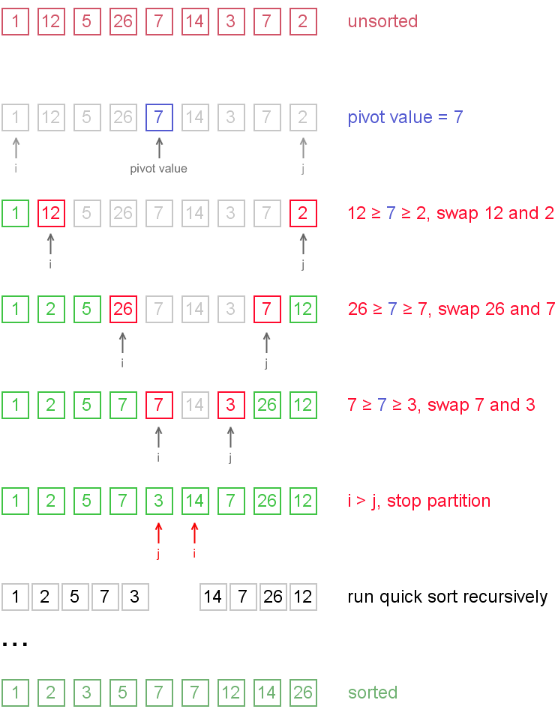 1 12 5 26 7 14 3 7 2 unsorted
1 12 5 26 7 14 3 7 2 pivot value = 7
i pivot value j
1 12 5 26 7 14 3 7 2 12 ≥ 7 ≥ 2, swap 12 and 2
i j
1 2 5 26 7 14 3 7 12 26 ≥ 7 ≥ 7, swap 26 and 7
i j
1 2 5 7 7 14 3 26 12 7 ≥ 7 ≥ 3, swap 7 and 3
i j
1 2 5 7 3 14 7 26 12 i > j, stop partition
j i
1 2 5 7 3 14 7 26 12 run quick sort recursively
...
1 2 3 5 7 7 12 14 26 sorted